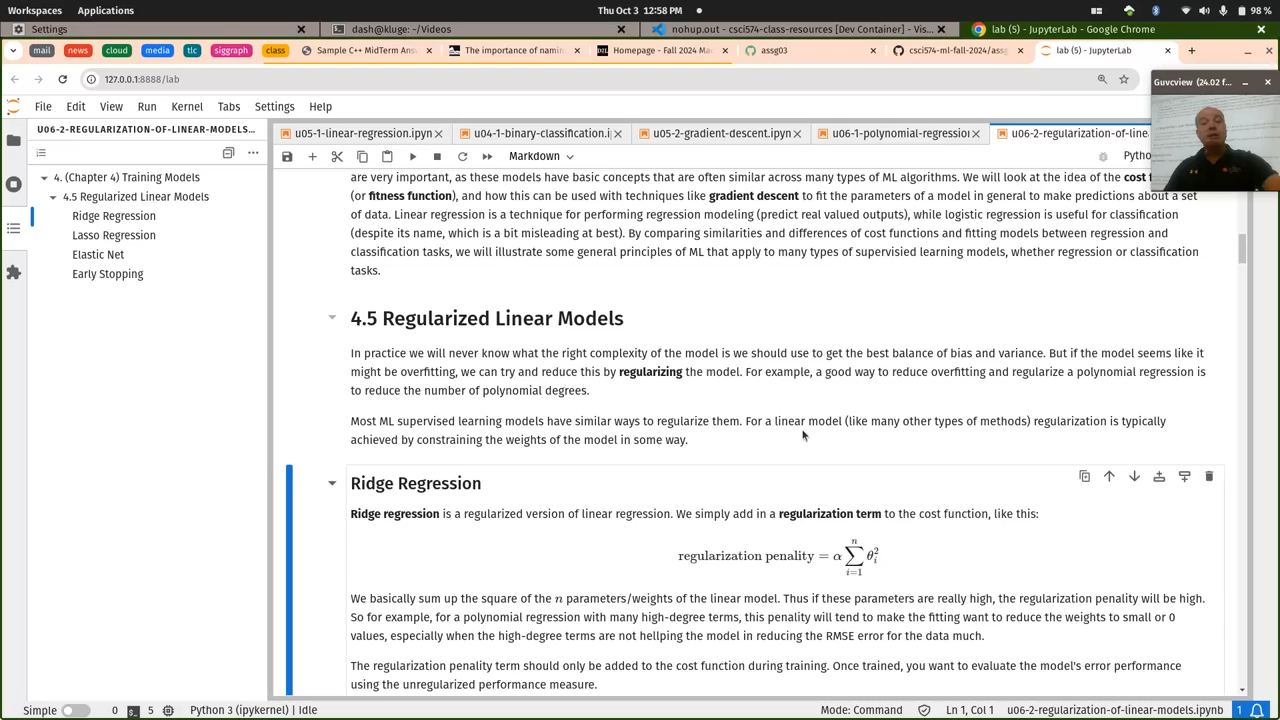 Workspaces Applications Thu Oct 3 12:58 PM 98 %
Settings dash@kluge: ~/Videos nohup.out - csci574-class-resources [Dev Container] - Vis... lab (5) - JupyterLab - Google Chrome
mail news cloud media tlc siggraph class Sample C++ MidTerm Ans The importance of namin Homepage - Fall 2024 Ma assg03 csci574-ml-fall-2024/assg lab (5) - JupyterLab
127.0.0.1:8888/lab
Guvcview (24.02 f...
File Edit View Run Kernel Tabs Settings Help
U06-2-REGULARIZATION-OF-LINEAR-MODELS...
u05-1-linear-regression.ipyn u04-1-binary-classification.i u05-2-gradient-descent.ipyn u06-1-polynomial-regressio u06-2-regularization-of-line
Markdown Pytho
4. (Chapter 4) Training Models
4.5 Regularized Linear Models
Ridge Regression
Lasso Regression
Elastic Net
Early Stopping
are very important, as these models have basic concepts that are often similar across many types of ML algorithms. We will look at the idea of the cost f
(or fitness function), and how this can be used with techniques like gradient descent to fit the parameters of a model in general to make predictions about a set
of data. Linear regression is a technique for performing regression modeling (predict real valued outputs), while logistic regression is useful for classification
(despite its name, which is a bit misleading at best). By comparing similarities and differences of cost functions and fitting models between regression and
classification tasks, we will illustrate some general principles of ML that apply to many types of supervisied learning models, whether regression or classification
tasks.
4.5 Regularized Linear Models
In practice we will never know what the right complexity of the model is we should use to get the best balance of bias and variance. But if the model seems like it
might be overfitting, we can try and reduce this by regularizing the model. For example, a good way to reduce overfitting and regularize a polynomial regression is
to reduce the number of polynomial degrees.
Most ML supervised learning models have similar ways to regularize them. For a linear model (like many other types of methods) regularization is typically
achieved by constraining the weights of the model in some way.
Ridge Regression
Ridge regression is a regularized version of linear regression. We simply add in a regularization term to the cost function, like this:
regularization penality = α ∑_{i=1}^{n} θ_i^2
We basically sum up the square of the n parameters/weights of the linear model. Thus if these parameters are really high, the regularization penality will be high.
So for example, for a polynomial regression with many high-degree terms, this penality will tend to make the fitting want to reduce the weights to small or 0
values, especially when the high-degree terms are not hellping the model in reducing the RMSE error for the data much.
The regularization penality term should only be added to the cost function during training. Once trained, you want to evaluate the model's error performance
using the unregularized performance measure.
Simple 0 5 Python 3 (ipykernel) | Idle Mode: Command Ln 1, Col 1 u06-2-regularization-of-linear-models.ipynb 1